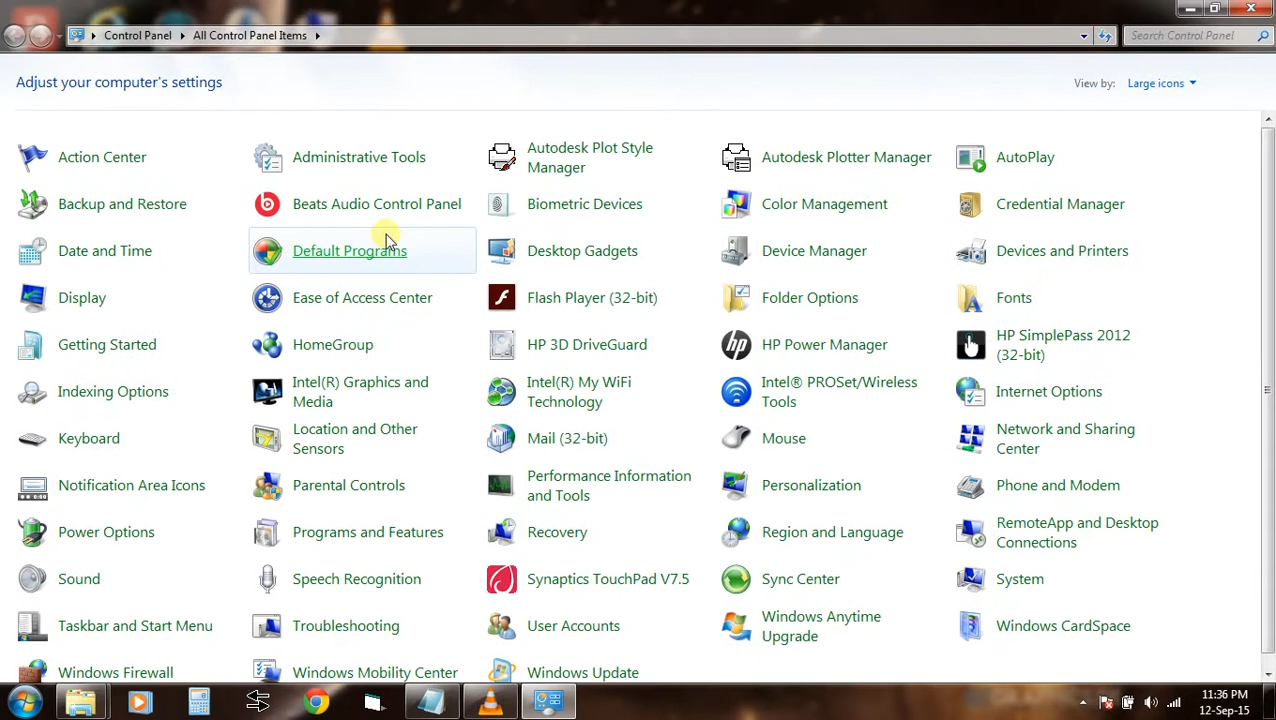 Control Panel
All Control Panel Items
Search Control Panel
Adjust your computer's settings
View by:
Large icons
Action Center
Administrative Tools
Autodesk Plot Style
Manager
Autodesk Plotter Manager
AutoPlay
Backup and Restore
Beats Audio Control Panel
Biometric Devices
Color Management
Credential Manager
Date and Time
Default Programs
Desktop Gadgets
Device Manager
Devices and Printers
Display
Ease of Access Center
Flash Player (32-bit)
Folder Options
Fonts
Getting Started
HomeGroup
HP 3D DriveGuard
HP Power Manager
HP SimplePass 2012
(32-bit)
Indexing Options
Intel(R) Graphics and
Media
Intel(R) My WiFi
Technology
Intel® PROSet/Wireless
Tools
Internet Options
Keyboard
Location and Other
Sensors
Mail (32-bit)
Mouse
Network and Sharing
Center
Notification Area Icons
Parental Controls
Performance Information
and Tools
Personalization
Phone and Modem
Power Options
Programs and Features
Recovery
Region and Language
RemoteApp and Desktop
Connections
Sound
Speech Recognition
Synaptics TouchPad V7.5
Sync Center
System
Taskbar and Start Menu
Troubleshooting
User Accounts
Windows Anytime
Upgrade
Windows CardSpace
Windows Firewall
Windows Mobility Center
Windows Update
11:36 PM
12-Sep-15